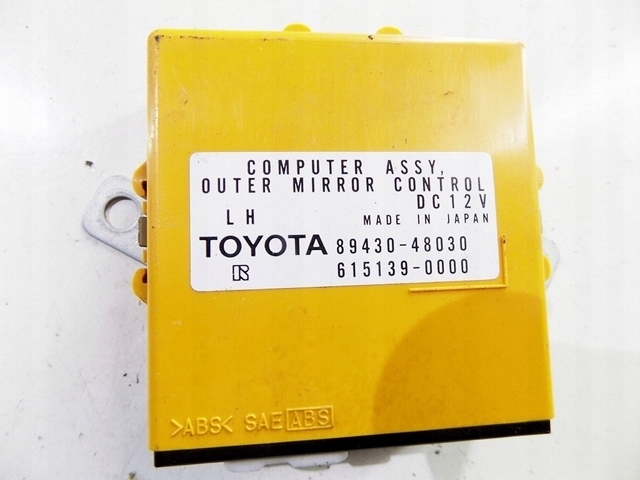 COMPUTER ASSY,
OUTER MIRROR CONTROL
DC12V
LH MADE IN JAPAN
TOYOTA 89430-48030
R 615139-0000
>ABS< SAE ABS